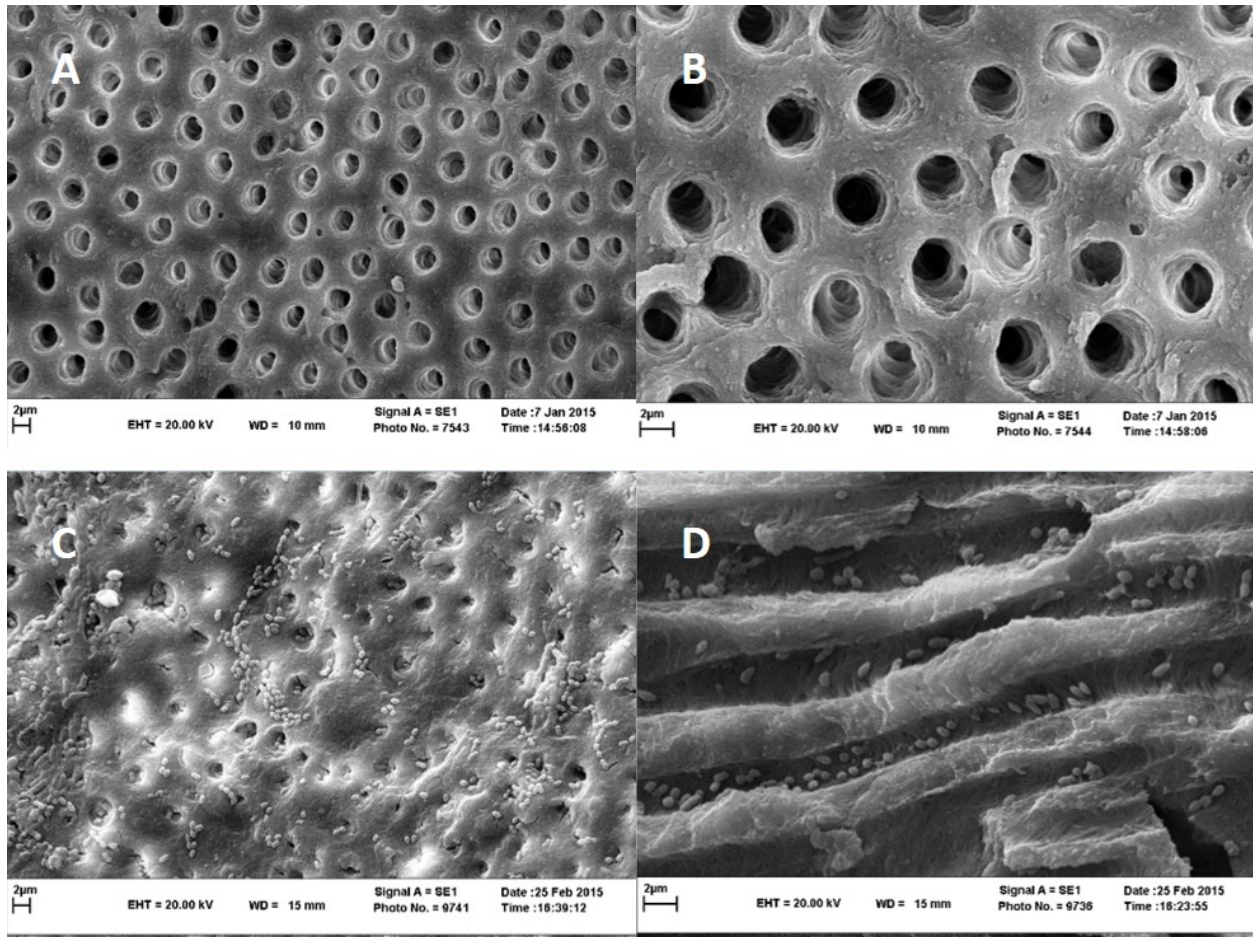 A
B
2µm
EHT = 20.00 kV
WD = 10 mm
Signal A = SE1
Photo No. = 7543
Date :7 Jan 2015
Time :14:56:08
2µm
EHT = 20.00 kV
WD = 10 mm
Signal A = SE1
Photo No. = 7544
Date :7 Jan 2015
Time :14:58:06
C
D
2µm
EHT = 20.00 kV
WD = 15 mm
Signal A = SE1
Photo No. = 9741
Date :25 Feb 2015
Time :16:39:12
2µm
EHT = 20.00 kV
WD = 15 mm
Signal A = SE1
Photo No. = 9736
Date :25 Feb 2015
Time :16:23:55